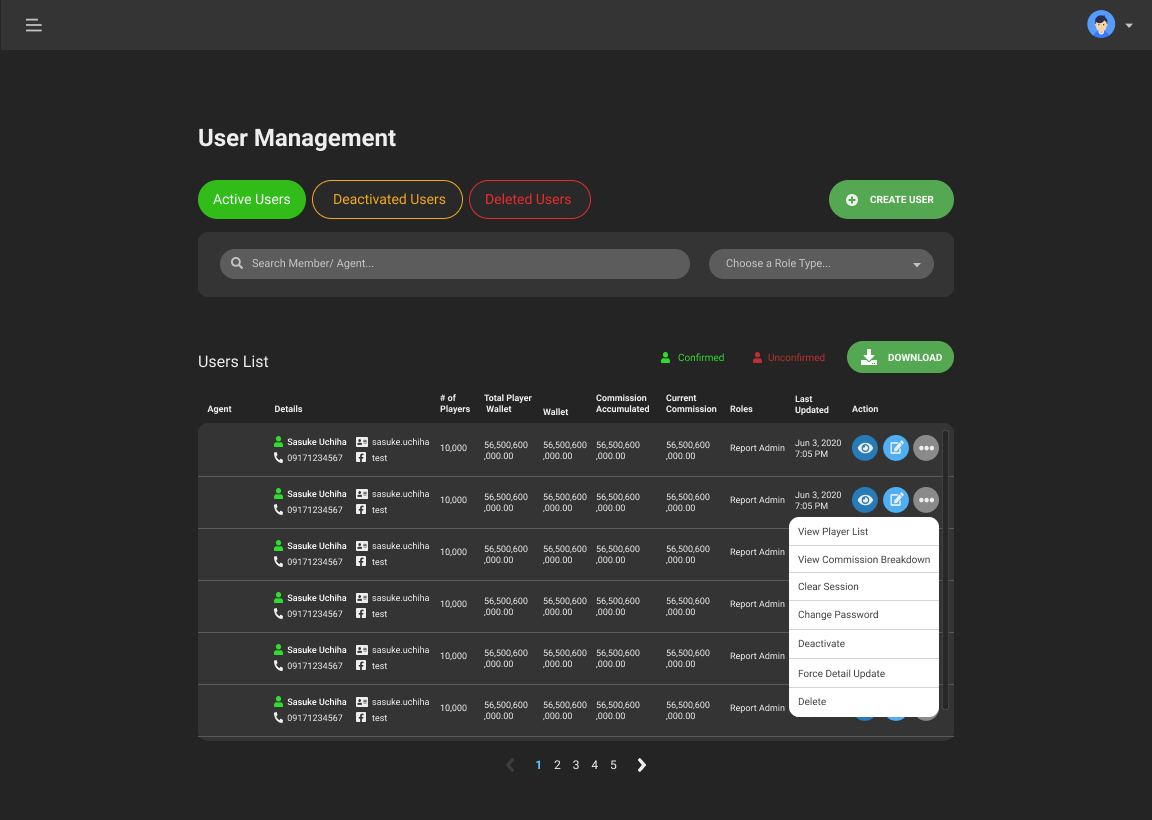 User Management
Active Users
Deactivated Users
Deleted Users
CREATE USER
Search Member/ Agent...
Choose a Role Type...
Users List
Confirmed
Unconfirmed
DOWNLOAD
Agent
Details
# of
Players
Total Player
Wallet
Wallet
Commission
Accumulated
Current
Commission
Roles
Last
Updated
Action
Sasuke Uchiha sasuke.uchiha
09171234567 test
10,000
56,500,600
,000.00
56,500,600
,000.00
56,500,600
,000.00
56,500,600
,000.00
Report Admin
Jun 3, 2020
7:05 PM
Sasuke Uchiha sasuke.uchiha
09171234567 test
10,000
56,500,600
,000.00
56,500,600
,000.00
56,500,600
,000.00
56,500,600
,000.00
Report Admin
Jun 3, 2020
7:05 PM
Sasuke Uchiha sasuke.uchiha
09171234567 test
10,000
56,500,600
,000.00
56,500,600
,000.00
56,500,600
,000.00
56,500,600
,000.00
Report Admin
Sasuke Uchiha sasuke.uchiha
09171234567 test
10,000
56,500,600
,000.00
56,500,600
,000.00
56,500,600
,000.00
56,500,600
,000.00
Report Admin
Sasuke Uchiha sasuke.uchiha
09171234567 test
10,000
56,500,600
,000.00
56,500,600
,000.00
56,500,600
,000.00
56,500,600
,000.00
Report Admin
Sasuke Uchiha sasuke.uchiha
09171234567 test
10,000
56,500,600
,000.00
56,500,600
,000.00
56,500,600
,000.00
56,500,600
,000.00
Report Admin
View Player List
View Commission Breakdown
Clear Session
Change Password
Deactivate
Force Detail Update
Delete
1 2 3 4 5